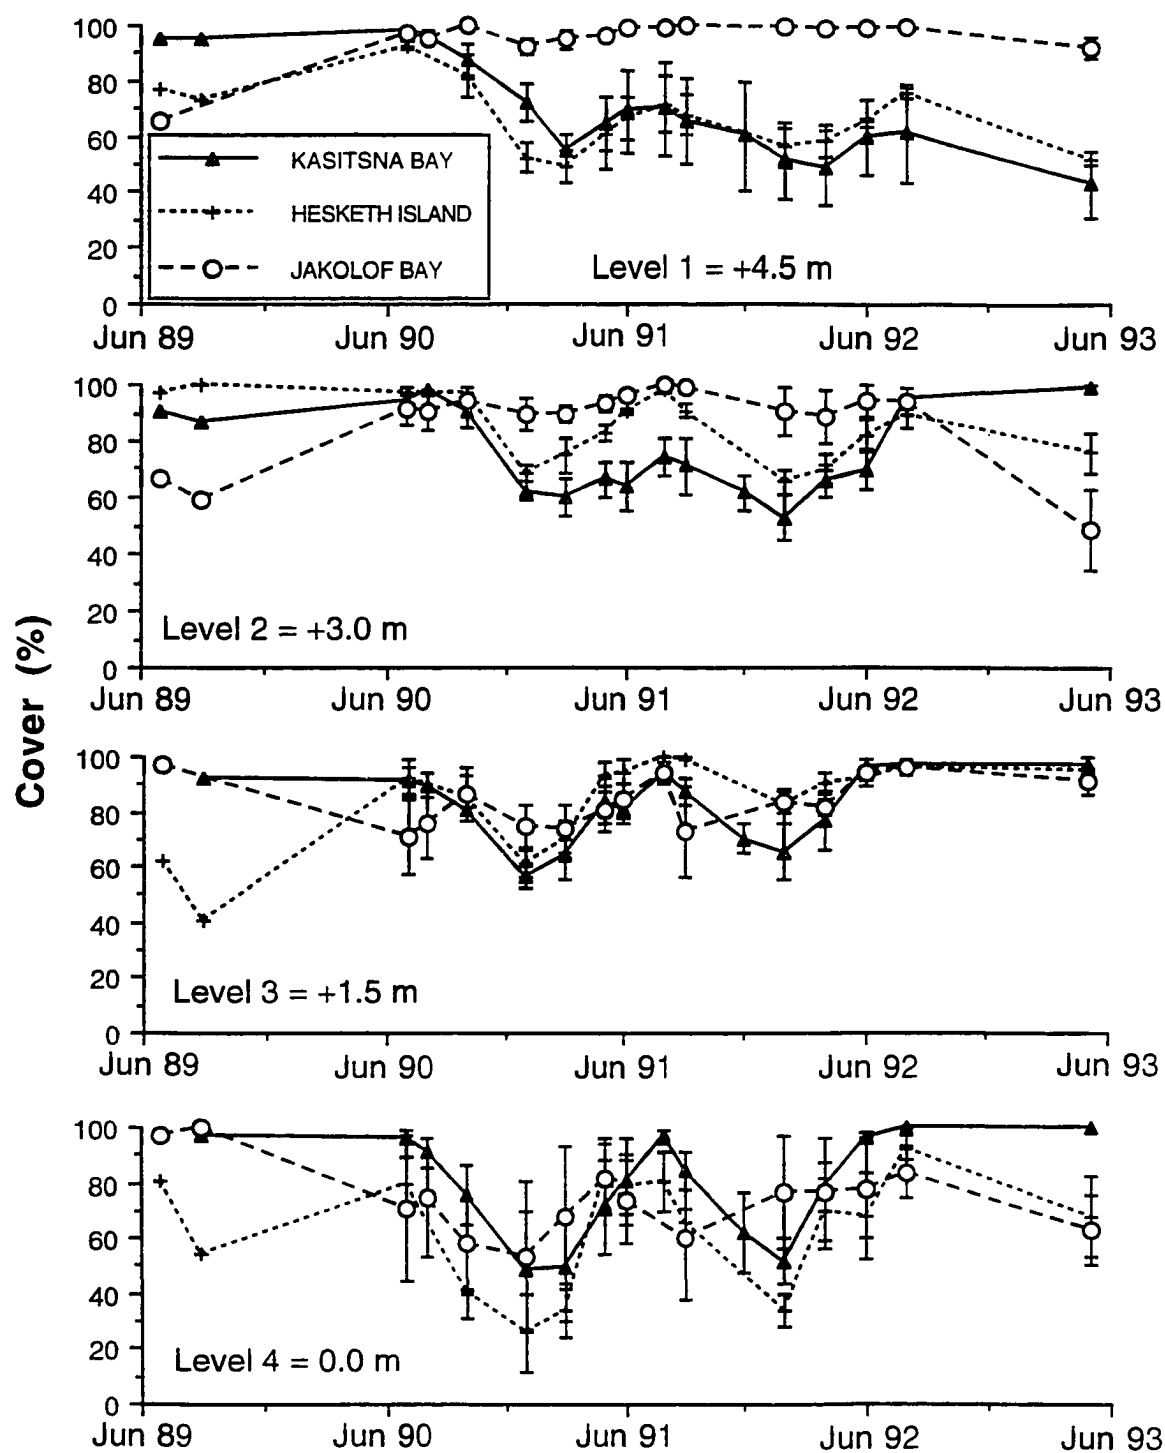 Cover (%)
100
80
60
40
20
0
KASITSNA BAY
HESKETH ISLAND
JAKOLOF BAY
Level 1 = +4.5 m
Jun 89 Jun 90 Jun 91 Jun 92 Jun 93
100
80
60
40
20
0
Level 2 = +3.0 m
Jun 89 Jun 90 Jun 91 Jun 92 Jun 93
100
80
60
40
20
0
Level 3 = +1.5 m
Jun 89 Jun 90 Jun 91 Jun 92 Jun 93
100
80
60
40
20
0
Level 4 = 0.0 m
Jun 89 Jun 90 Jun 91 Jun 92 Jun 93